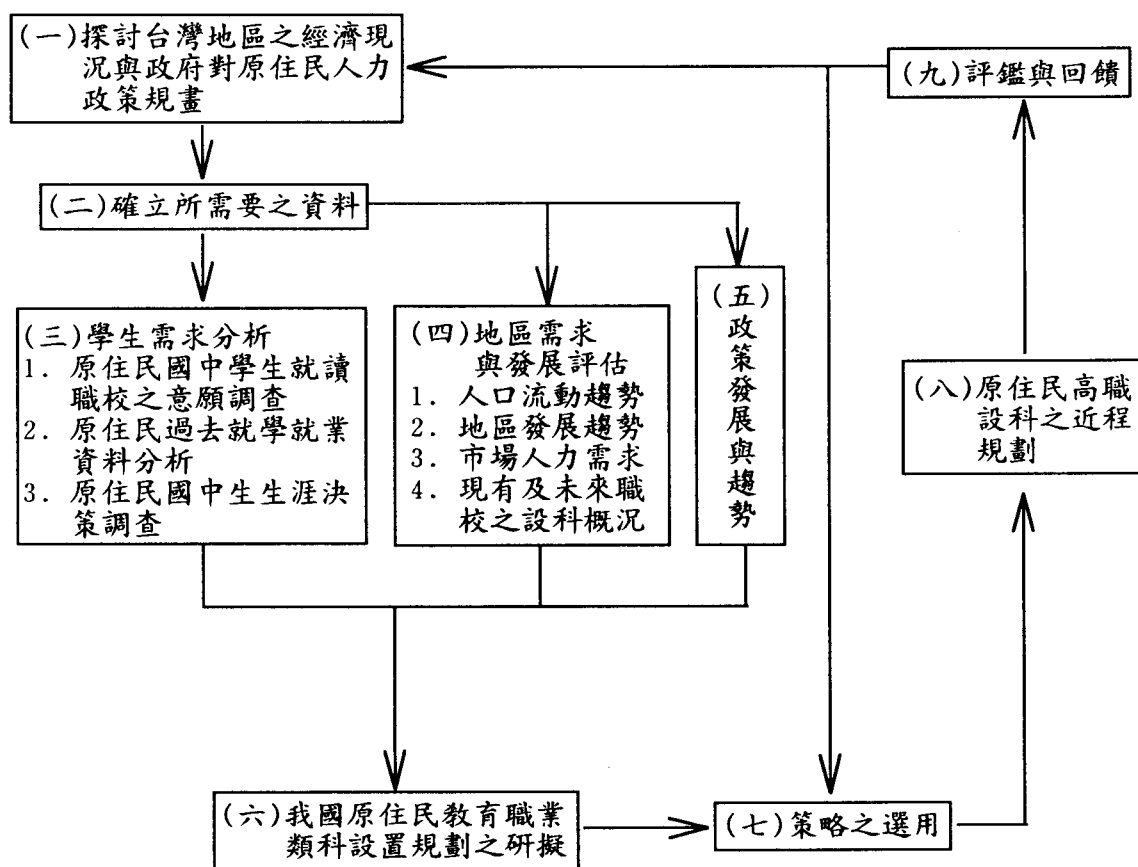 (一)探討台灣地區之經濟現
況與政府對原住民人力
政策規畫
(九)評鑑與回饋
(二)確立所需要之資料
(三)學生需求分析
1. 原住民國中學生就讀
職校之意願調查
2. 原住民過去就學就業
資料分析
3. 原住民國中生生涯決
策調查
(四)地區需求
與發展評估
1. 人口流動趨勢
2. 地區發展趨勢
3. 市場人力需求
4. 現有及未來職
校之設科概況
(五)政策發展與趨勢
(八)原住民高職
設科之近程
規劃
(六)我國原住民教育職業
類科設置規劃之研擬
(七)策略之選用